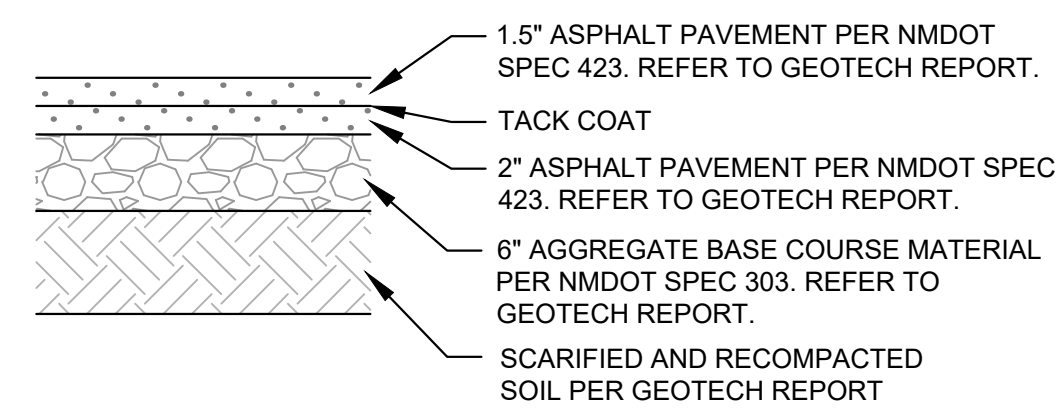 1.5" ASPHALT PAVEMENT PER NMDOT
SPEC 423. REFER TO GEOTECH REPORT.
TACK COAT
2" ASPHALT PAVEMENT PER NMDOT SPEC
423. REFER TO GEOTECH REPORT.
6" AGGREGATE BASE COURSE MATERIAL
PER NMDOT SPEC 303. REFER TO
GEOTECH REPORT.
SCARIFIED AND RECOMPACTED
SOIL PER GEOTECH REPORT